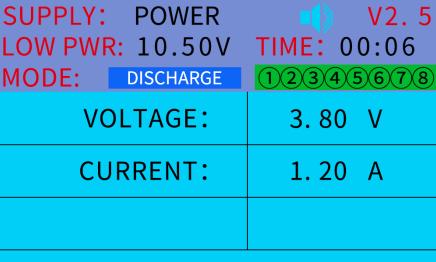 SUPPLY: POWER V2.5
LOW PWR: 10.50V TIME: 00:06
MODE: DISCHARGE ①②③④⑤⑥⑦⑧
VOLTAGE: 3.80 V
CURRENT: 1.20 A